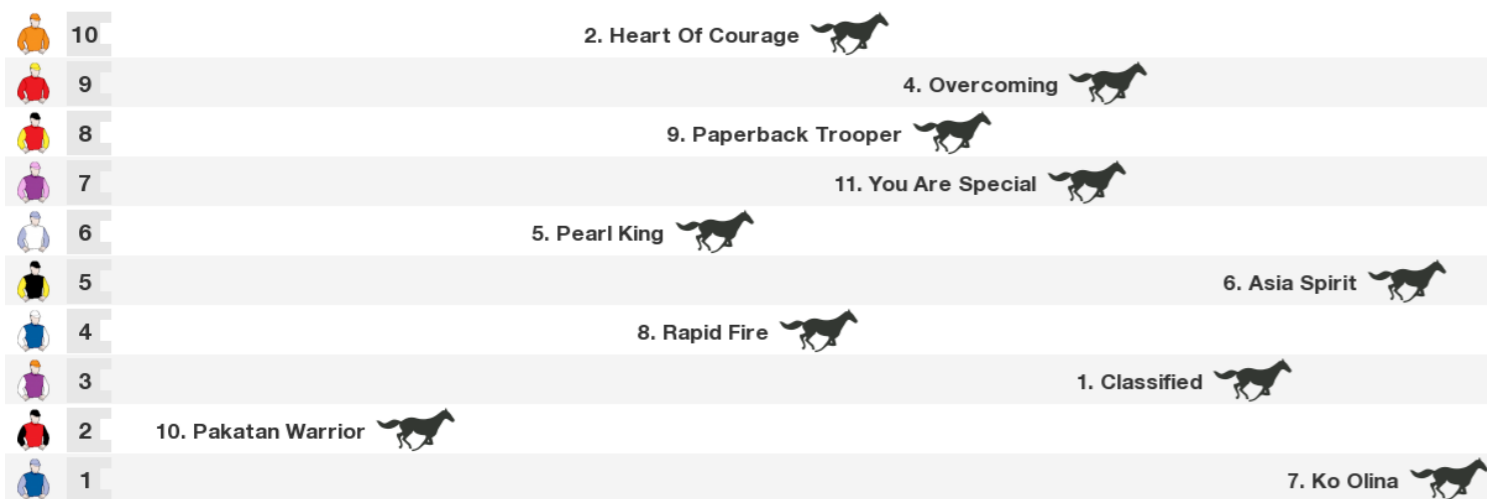 10 2. Heart Of Courage
9 4. Overcoming
8 9. Paperback Trooper
7 11. You Are Special
6 5. Pearl King
5 6. Asia Spirit
4 8. Rapid Fire
3 1. Classified
2 10. Pakatan Warrior
1 7. Ko Olina